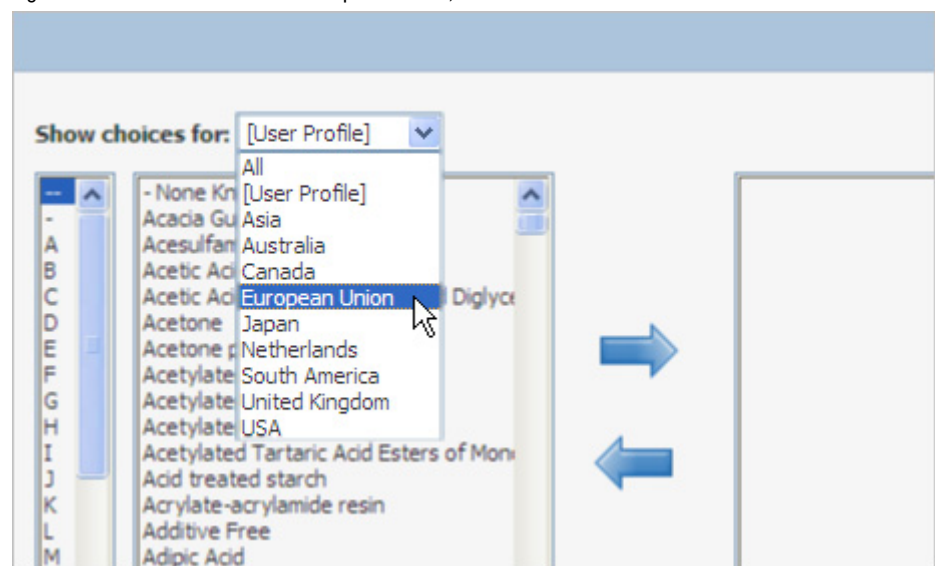 Show choices for: [User Profile]
All
[User Profile]
Asia
Australia
Canada
European Union
Japan
Netherlands
South America
United Kingdom
USA
--
-
A
B
C
D
E
F
G
H
I
J
K
L
M
- None Kn
Acacia Gu
Acesulfam
Acetic Aci
Acetic Aci Diglyce
Acetone
Acetone p
Acetylate
Acetylate
Acetylate
Acetylated Tartaric Acid Esters of Mon
Acid treated starch
Acrylate-acrylamide resin
Additive Free
Adipic Acid